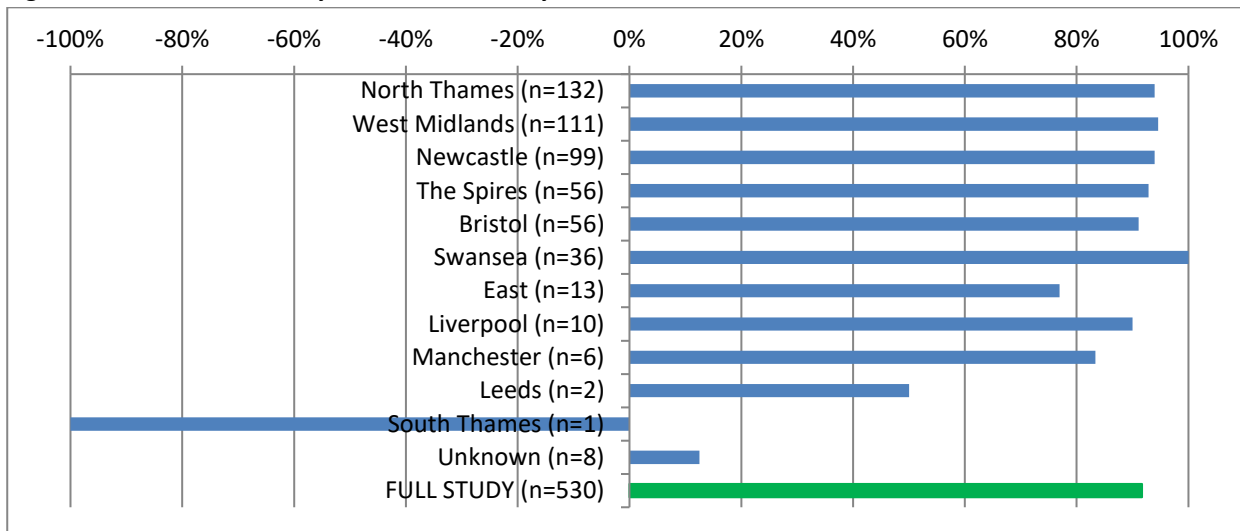 -100% -80% -60% -40% -20% 0% 20% 40% 60% 80% 100%
North Thames (n=132)
West Midlands (n=111)
Newcastle (n=99)
The Spires (n=56)
Bristol (n=56)
Swansea (n=36)
East (n=13)
Liverpool (n=10)
Manchester (n=6)
Leeds (n=2)
South Thames (n=1)
Unknown (n=8)
FULL STUDY (n=530)